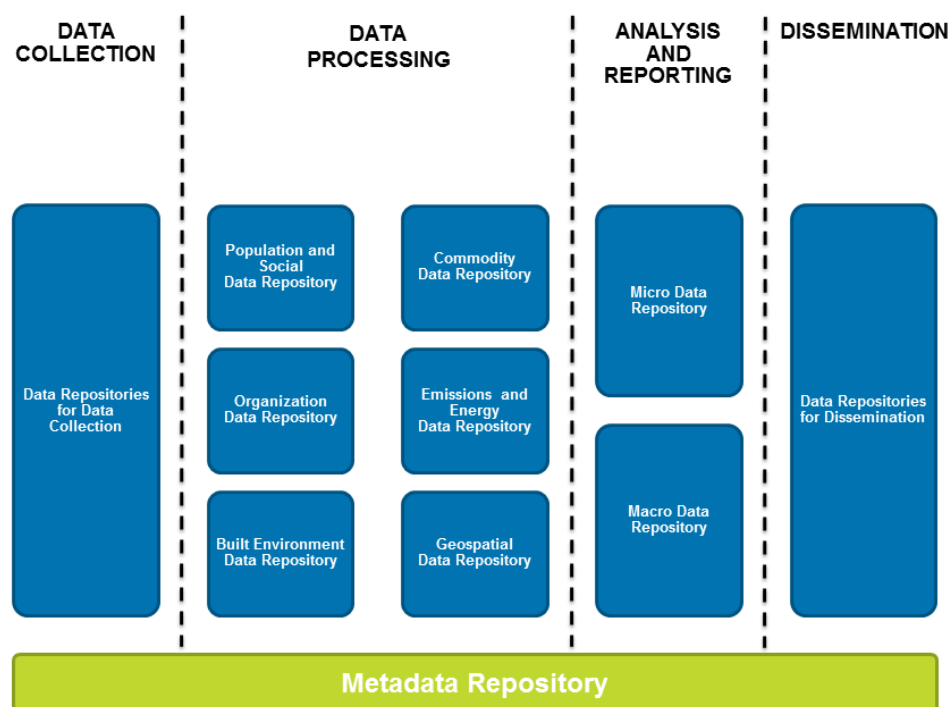 DATA
COLLECTION
DATA
PROCESSING
ANALYSIS
AND
REPORTING
DISSEMINATION
Data Repositories
for Data
Collection
Population and
Social
Data Repository
Commodity
Data Repository
Organization
Data Repository
Emissions and
Energy
Data Repository
Built Environment
Data Repository
Geospatial
Data Repository
Micro Data
Repository
Macro Data
Repository
Data Repositories
for Dissemination
Metadata Repository